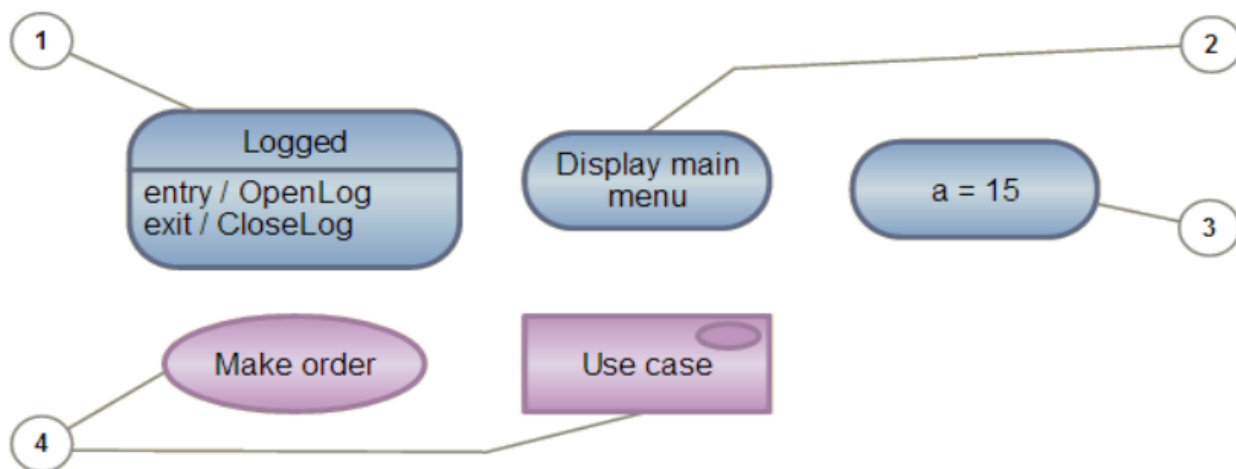 1
2
Logged
entry / OpenLog
exit / CloseLog
Display main
menu
a = 15
3
Make order
Use case
4